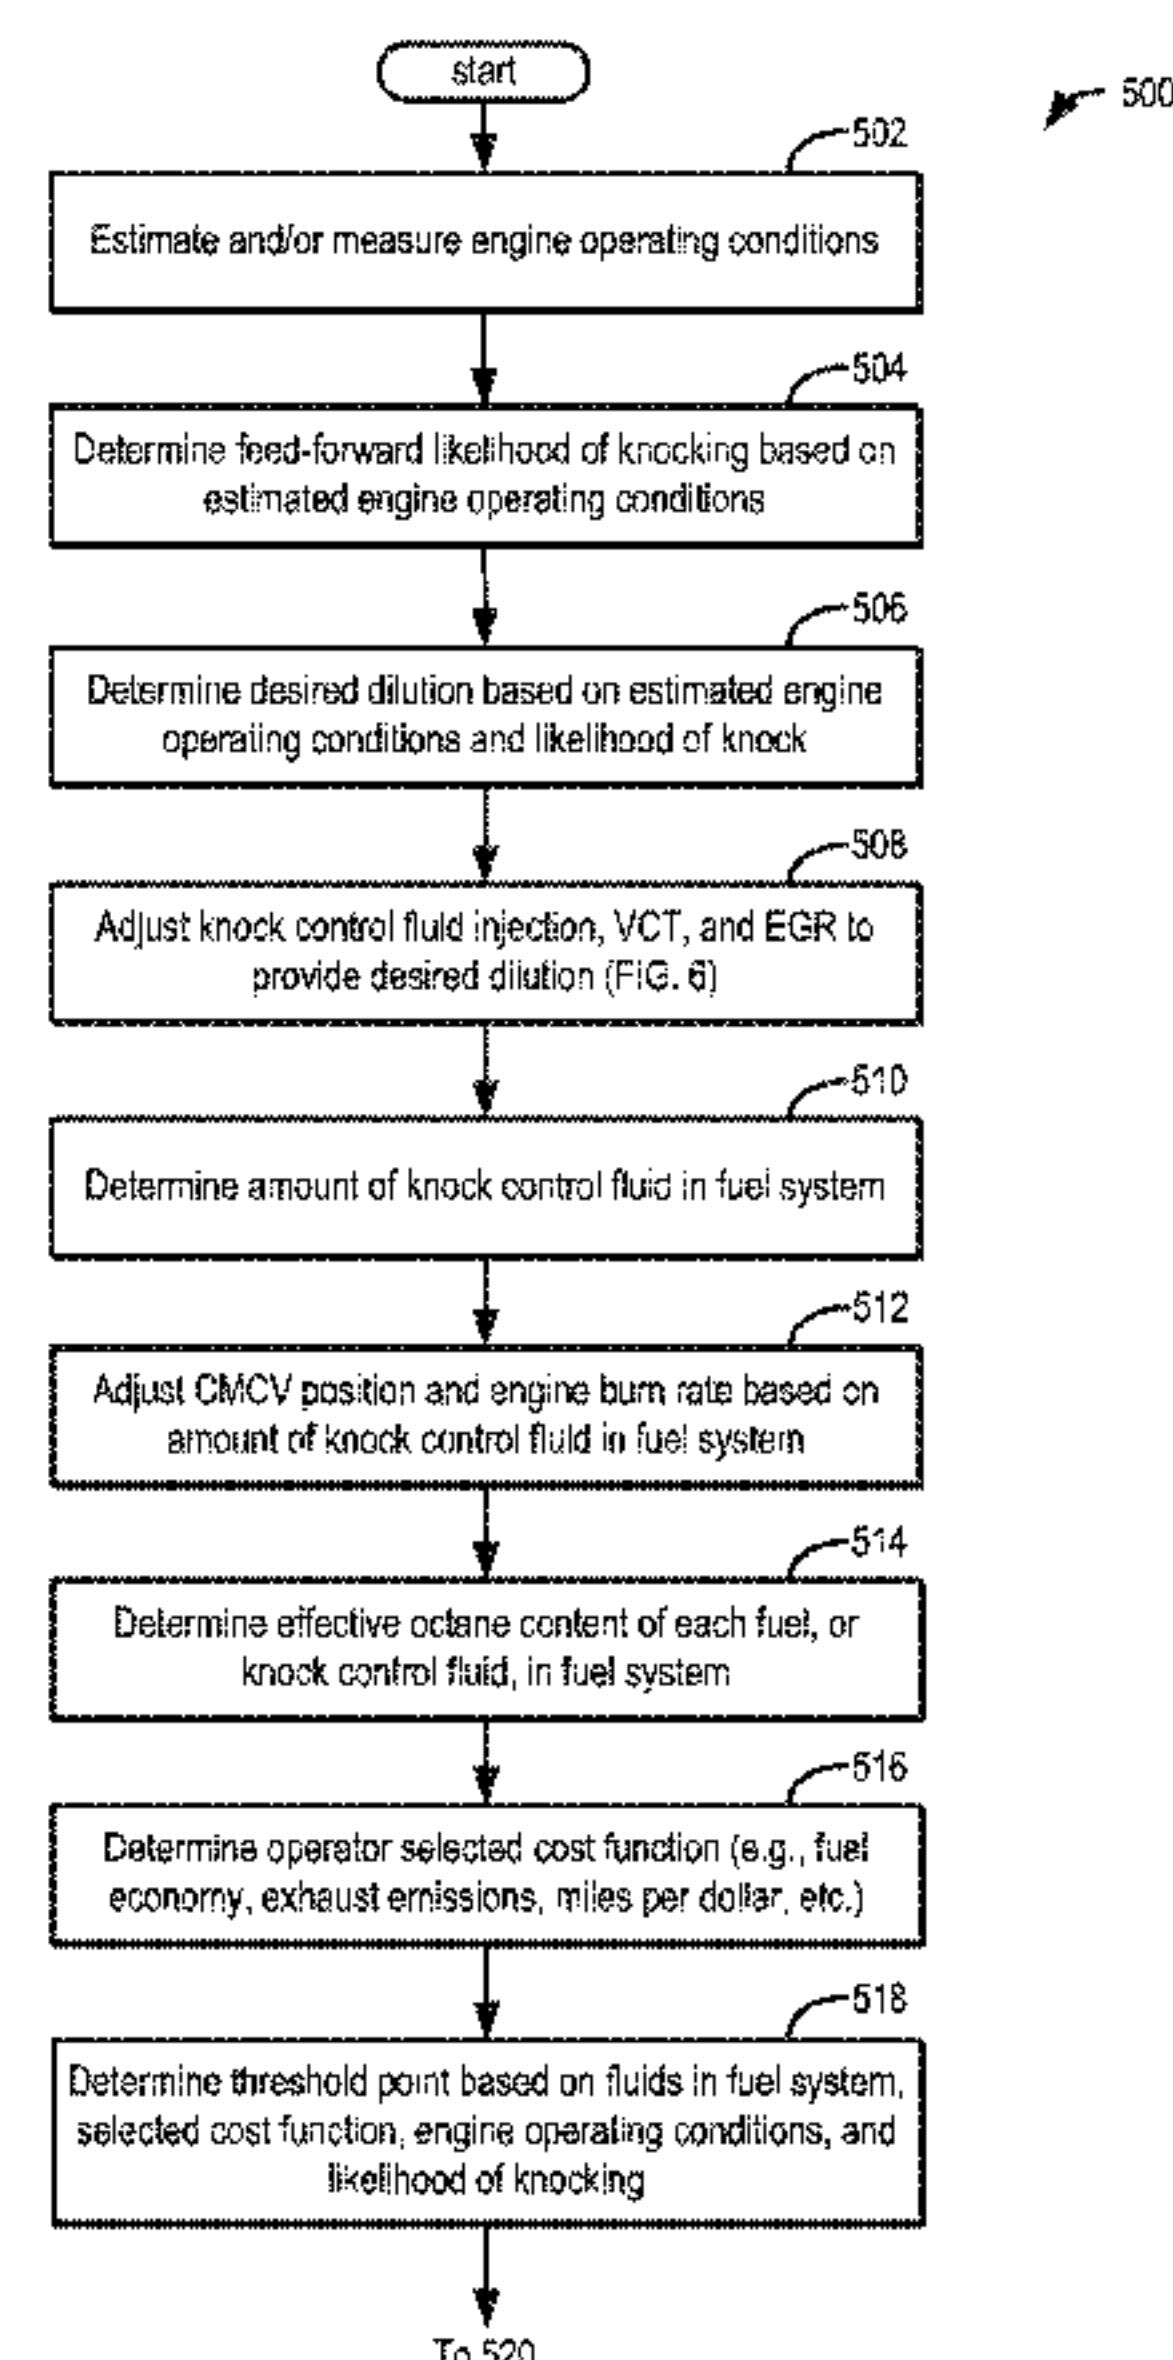 start
500
502
Estimate and/or measure engine operating conditions
504
Determine feed-forward likelihood of knocking based on
estimated engine operating conditions
506
Determine desired dilution based on estimated engine
operating conditions and likelihood of knock
508
Adjust knock control fluid injection, VCT, and EGR to
provide desired dilution (FIG. 6)
510
Determine amount of knock control fluid in fuel system
512
Adjust CMCV position and engine burn rate based on
amount of knock control fluid in fuel system
514
Determine effective octane content of each fuel, or
knock control fluid, in fuel system
516
Determine operator selected cost function (e.g., fuel
economy, exhaust emissions, miles per dollar, etc.)
518
Determine threshold point based on fluids in fuel system,
selected cost function, engine operating conditions, and
likelihood of knocking
To 520